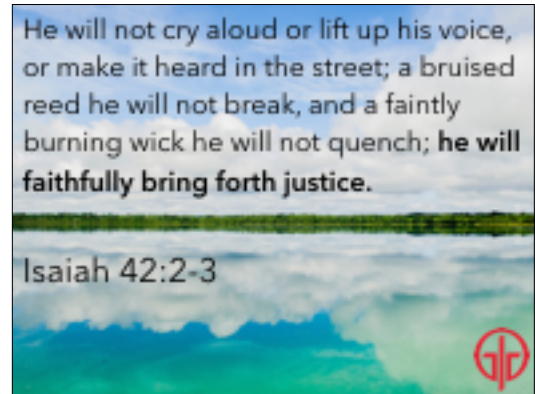 He will not cry aloud or lift up his voice,
or make it heard in the street; a bruised
reed he will not break, and a faintly
burning wick he will not quench; he will
faithfully bring forth justice.
Isaiah 42:2-3